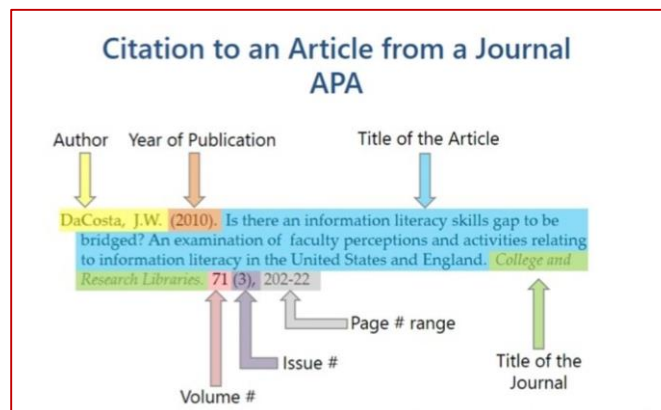 Citation to an Article from a Journal
APA
Author
Year of Publication
Title of the Article
DaCosta, J.W. (2010). Is there an information literacy skills gap to be
bridged? An examination of faculty perceptions and activities relating
to information literacy in the United States and England. College and
Research Libraries. 71 (3), 202-22
Page # range
Issue #
Title of the
Journal
Volume #